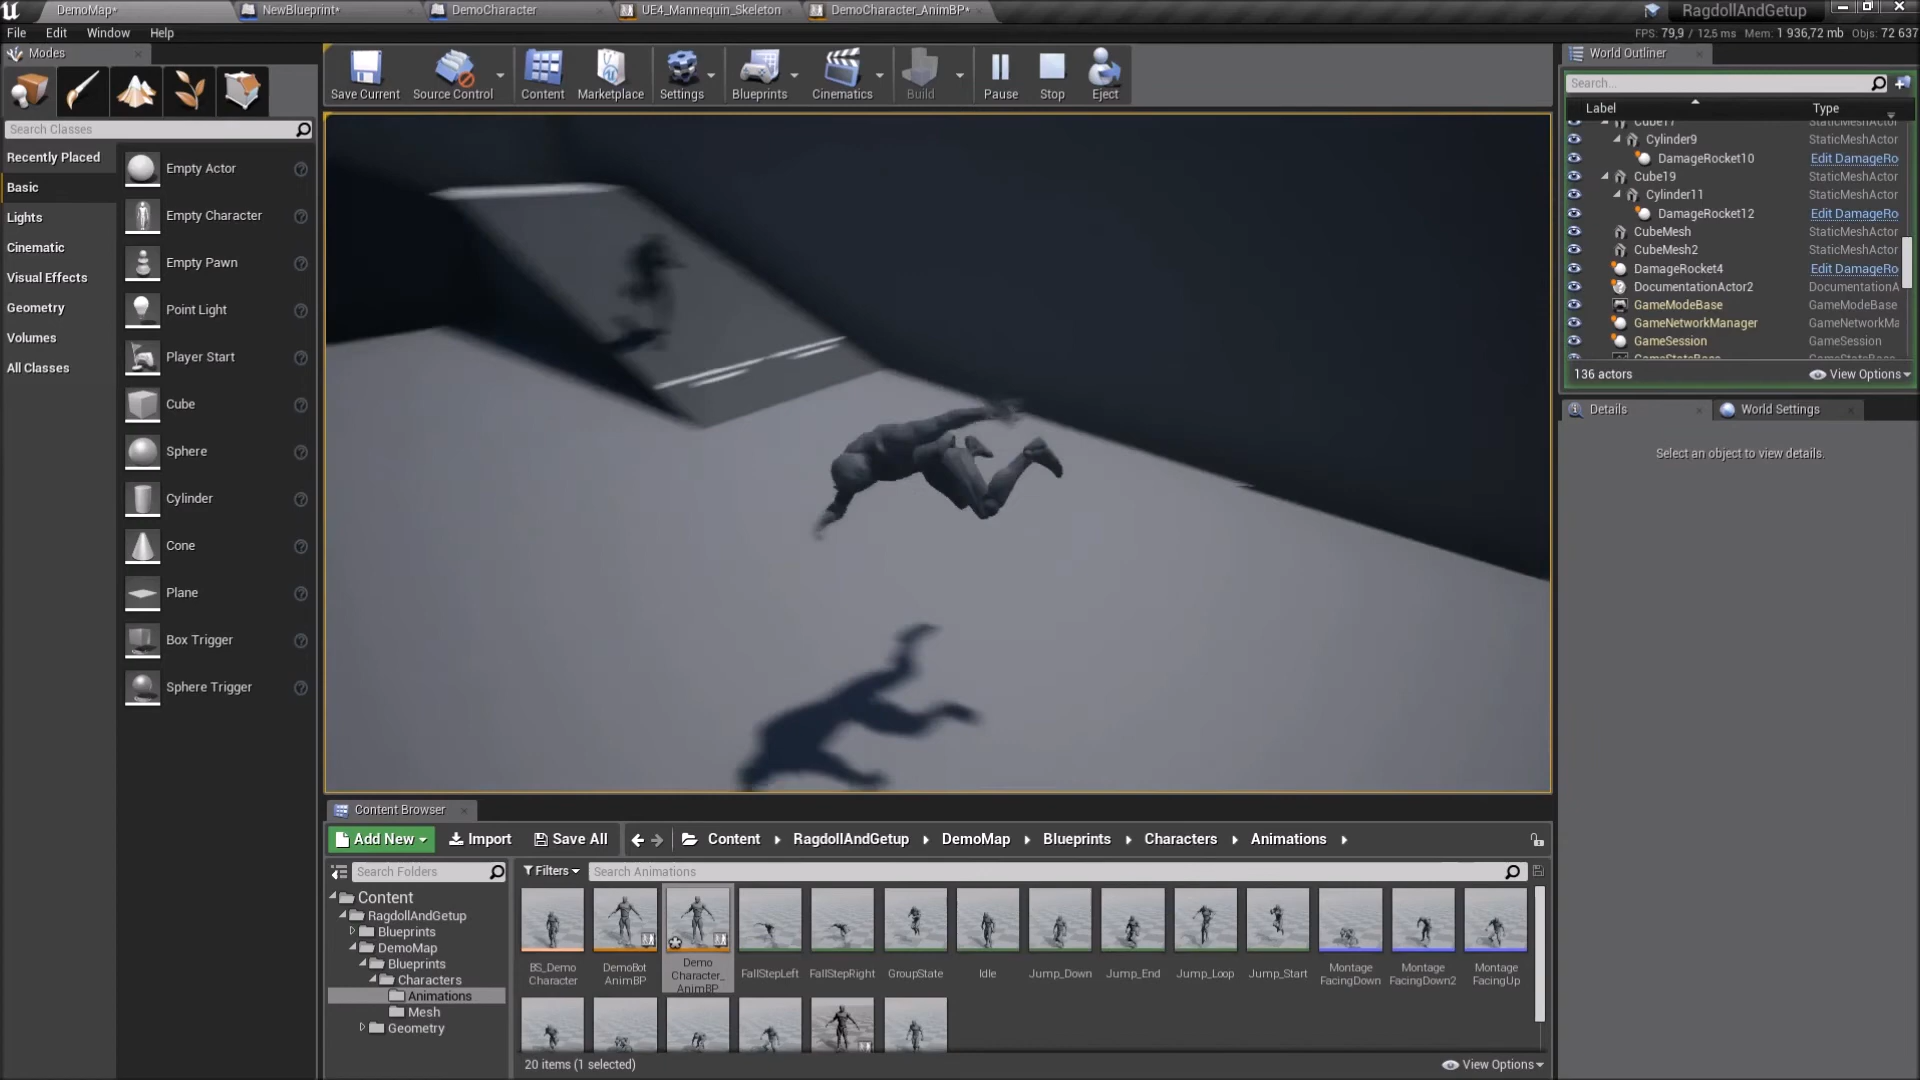 DemoMap*
NewBlueprint*
DemoCharacter
UE4_Mannequin_Skeleton
DemoCharacter_AnimBP*
RagdollAndGetup
File
Edit
Window
Help
FPS: 79,9 / 12.5 ms Mem: 1 936,72 mb Objs: 72 637
Modes
World Outliner
Save Current
Source Control
Content
Marketplace
Settings
Blueprints
Cinematics
Build
Pause
Stop
Eject
Search...
Label
Type
Search Classes
Recently Placed
Basic
Lights
Cinematic
Visual Effects
Geometry
Volumes
All Classes
Empty Actor
Empty Character
Empty Pawn
Point Light
Player Start
Cube
Sphere
Cylinder
Cone
Plane
Box Trigger
Sphere Trigger
Cube17 StaticMeshActor
Cylinder9 StaticMeshActor
DamageRocket10 Edit DamageRo
Cube19 StaticMeshActor
Cylinder11 StaticMeshActor
DamageRocket12 Edit DamageRo
CubeMesh StaticMeshActor
CubeMesh2 StaticMeshActor
DamageRocket4 Edit DamageRo
DocumentationActor2 DocumentationA
GameModeBase GameModeBase
GameNetworkManager GameNetworkMa
GameSession GameSession
GameStateBase GameStateBase
136 actors
View Options
Details
World Settings
Select an object to view details.
Content Browser
Add New
Import
Save All
Content
RagdollAndGetup
DemoMap
Blueprints
Characters
Animations
Search Folders
Filters
Search Animations
Content
RagdollAndGetup
Blueprints
DemoMap
Blueprints
Characters
Animations
Mesh
Geometry
BS_Demo
Character
DemoBot
AnimBP
Demo
Character_
AnimBP
FallStepLeft
FallStepRight
GroupState
Idle
Jump_Down
Jump_End
Jump_Loop
Jump_Start
Montage
FacingDown
Montage
FacingDown2
Montage
FacingUp
20 items (1 selected)
View Options